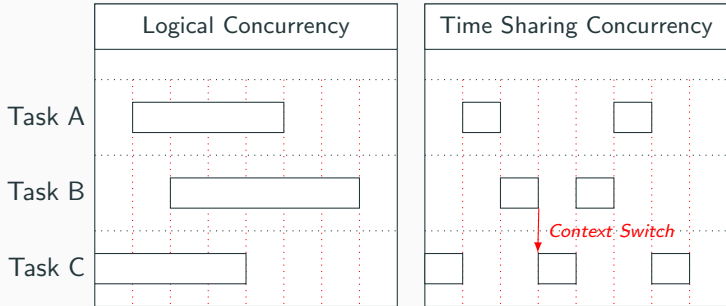 Logical Concurrency
Time Sharing Concurrency
Task A
Task B
Context Switch
Task C